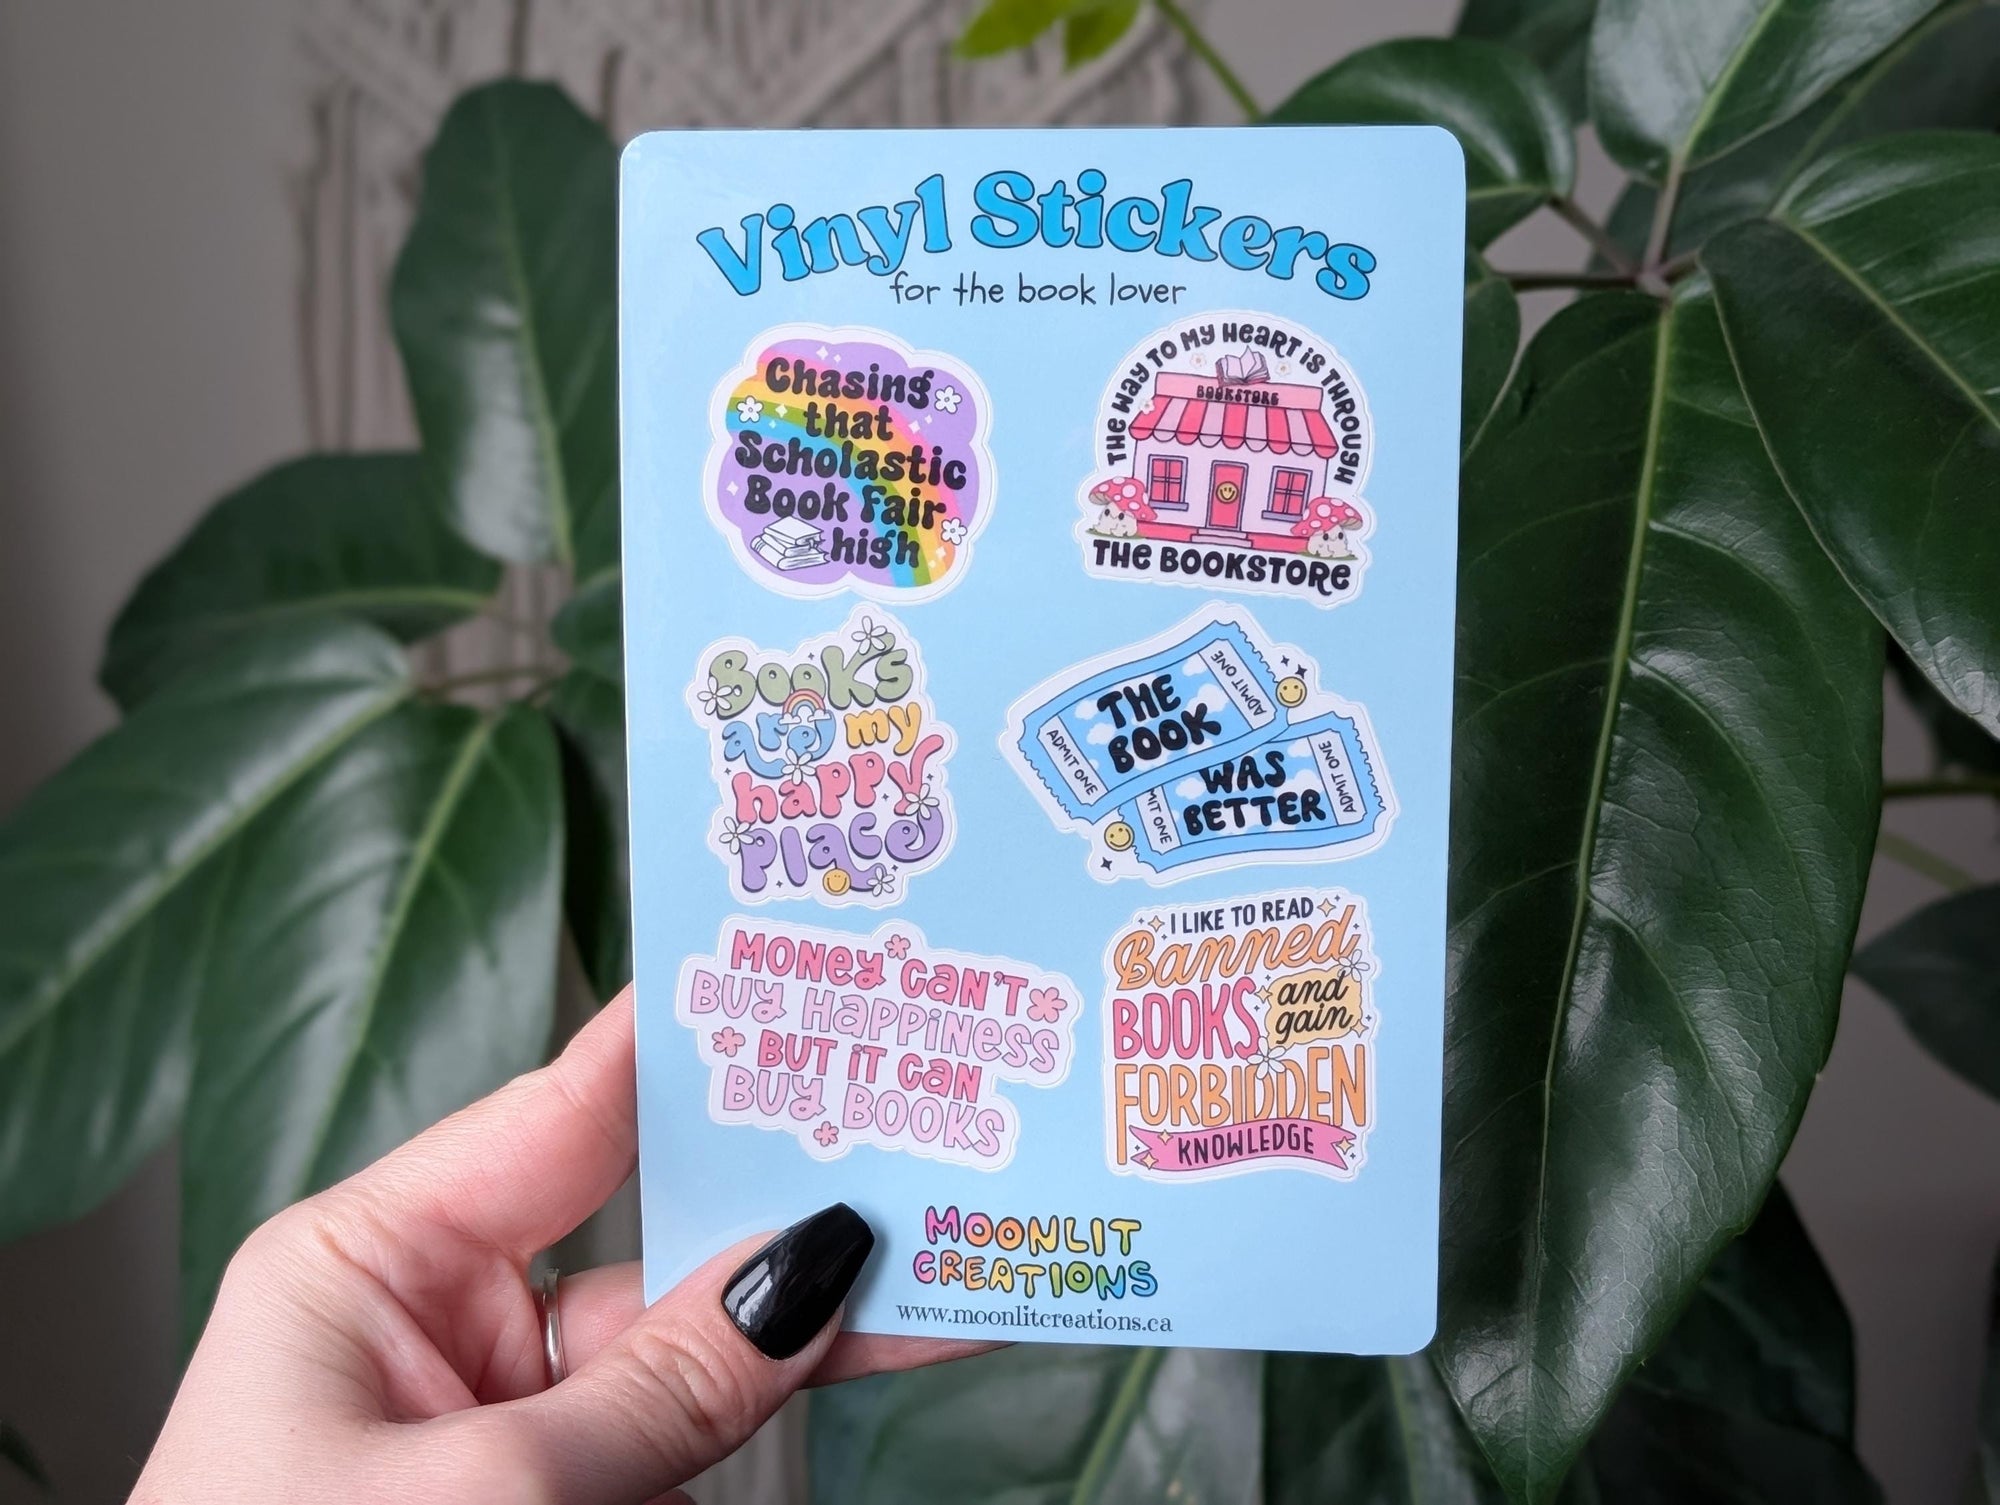 Vinyl Stickers
for the book lover
Chasing
that
Scholastic
Book Fair
high
THE WAY TO MY HEART IS THROUGH
BOOKSTORE
THE BOOKSTORE
Books
are my
happy
place
ADMIT ONE
THE
BOOK
ADMIT ONE
MIT ONE
WAS
BETTER
ADMIT ONE
MONEY CAN'T
BUY HAPPINESS
BUT IT CAN
BUY BOOKS
I LIKE TO READ
Banned
BOOKS and
gain
FORBIDDEN
KNOWLEDGE
MOONLIT
CREATIONS
www.moonlitcreations.ca